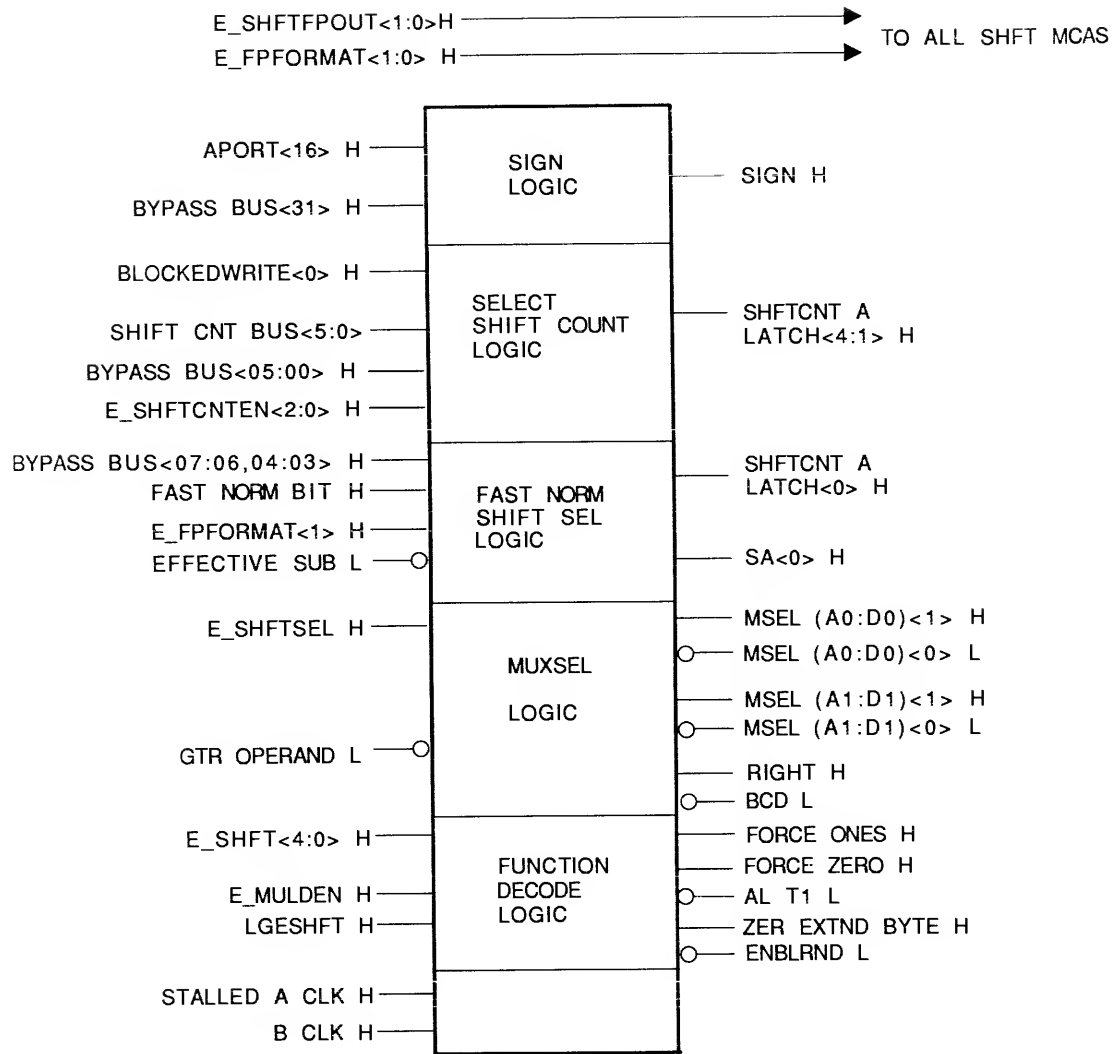 E_SHFTFPOUT<1:0>H
E_FPFORMAT<1:0> H
TO ALL SHFT MCAS
APORT<16> H
BYPASS BUS<31> H
SIGN
LOGIC
SIGN H
BLOCKEDWRITE<0> H
SHIFT CNT BUS<5:0>
BYPASS BUS<05:00> H
E_SHFTCNTEN<2:0> H
SELECT
SHIFT COUNT
LOGIC
SHFTCNT A
LATCH<4:1> H
BYPASS BUS<07:06,04:03> H
FAST NORM BIT H
E_FPFORMAT<1> H
EFFECTIVE SUB L
FAST NORM
SHIFT SEL
LOGIC
SHFTCNT A
LATCH<0> H
SA<0> H
E_SHFTSEL H
GTR OPERAND L
MUXSEL
LOGIC
MSEL (A0:D0)<1> H
MSEL (A0:D0)<0> L
MSEL (A1:D1)<1> H
MSEL (A1:D1)<0> L
RIGHT H
BCD L
E_SHFT<4:0> H
E_MULDEN H
LGESHFT H
FUNCTION
DECODE
LOGIC
FORCE ONES H
FORCE ZERO H
AL T1 L
ZER EXTND BYTE H
ENBLRND L
STALLED A CLK H
B CLK H